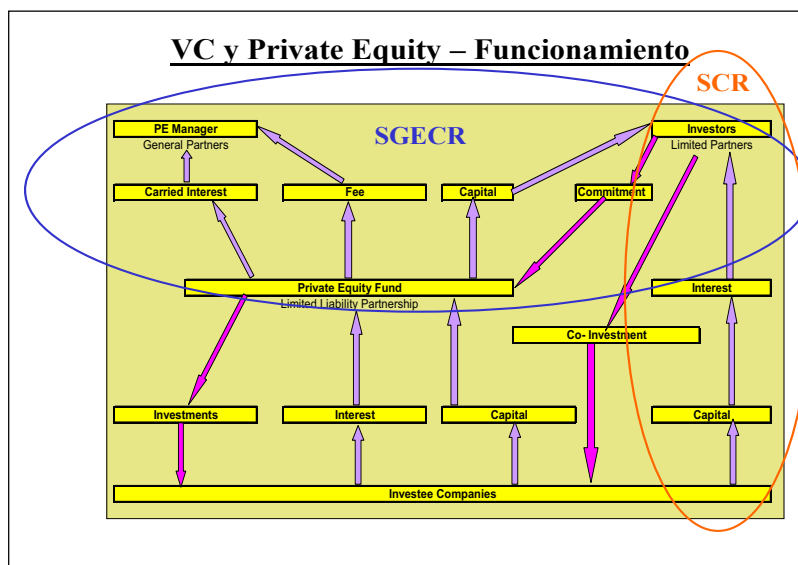 VC y Private Equity – Funcionamiento
SCR
SGECR
PE Manager
General Partners
Investors
Limited Partners
Carried Interest
Fee
Capital
Commitment
Private Equity Fund
Limited Liability Partnership
Interest
Co- Investment
Investments
Interest
Capital
Capital
Investee Companies